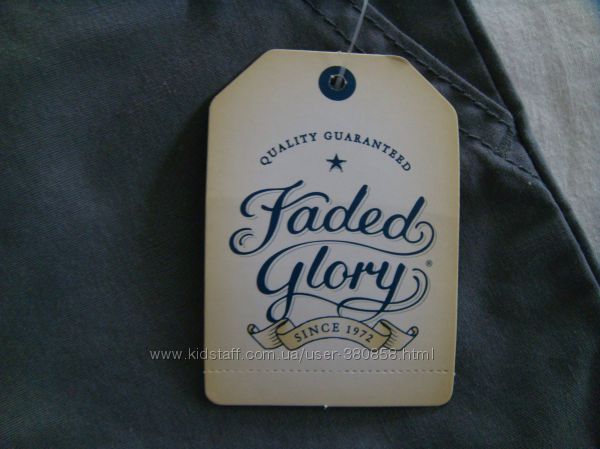 QUALITY GUARANTEED
Faded
Glory®
SINCE 1972
www.kidstaff.com.ua/user-380858.html